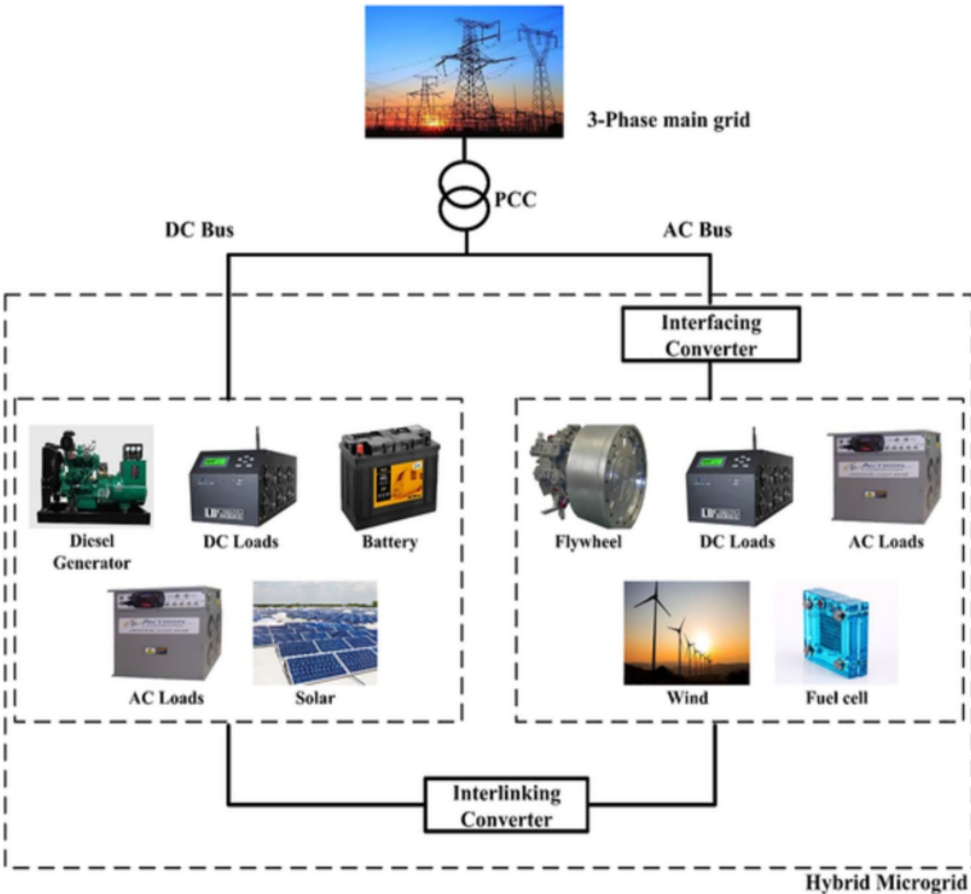 3-Phase main grid
PCC
DC Bus
AC Bus
Interfacing
Converter
Diesel
Generator
DC Loads
Battery
Flywheel
DC Loads
AC Loads
AC Loads
Solar
Wind
Fuel cell
Interlinking
Converter
Hybrid Microgrid